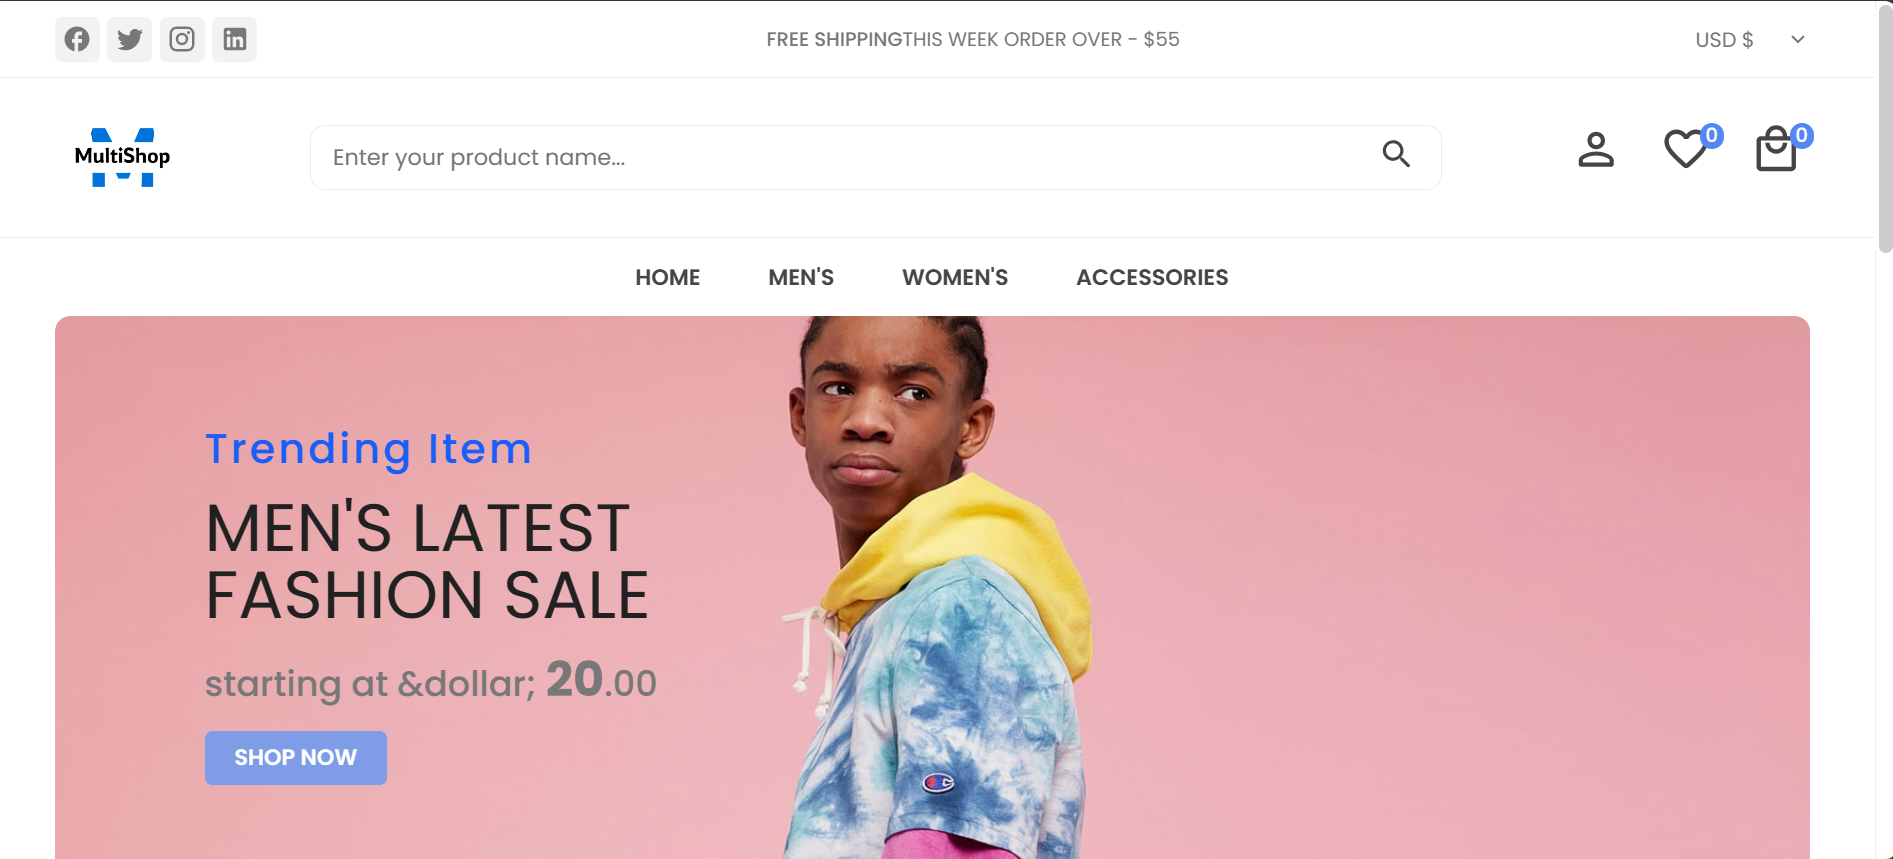 FREE SHIPPINGTHIS WEEK ORDER OVER - $55
USD $
MultiShop
Enter your product name...
0
0
HOME
MEN'S
WOMEN'S
ACCESSORIES
Trending Item
MEN'S LATEST
FASHION SALE
starting at &dollar; 20.00
SHOP NOW